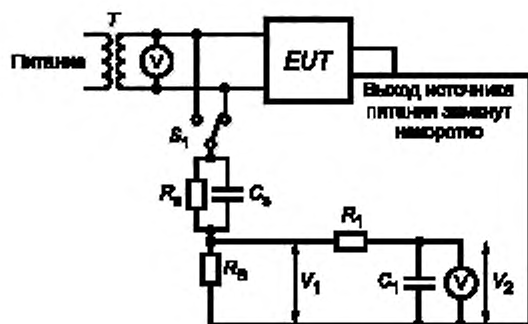 T
Питание
V
EUT
Выход источника
питания замкнут
накоротко
S1
Rs
Cs
R1
RB
V1
C1
V
V2